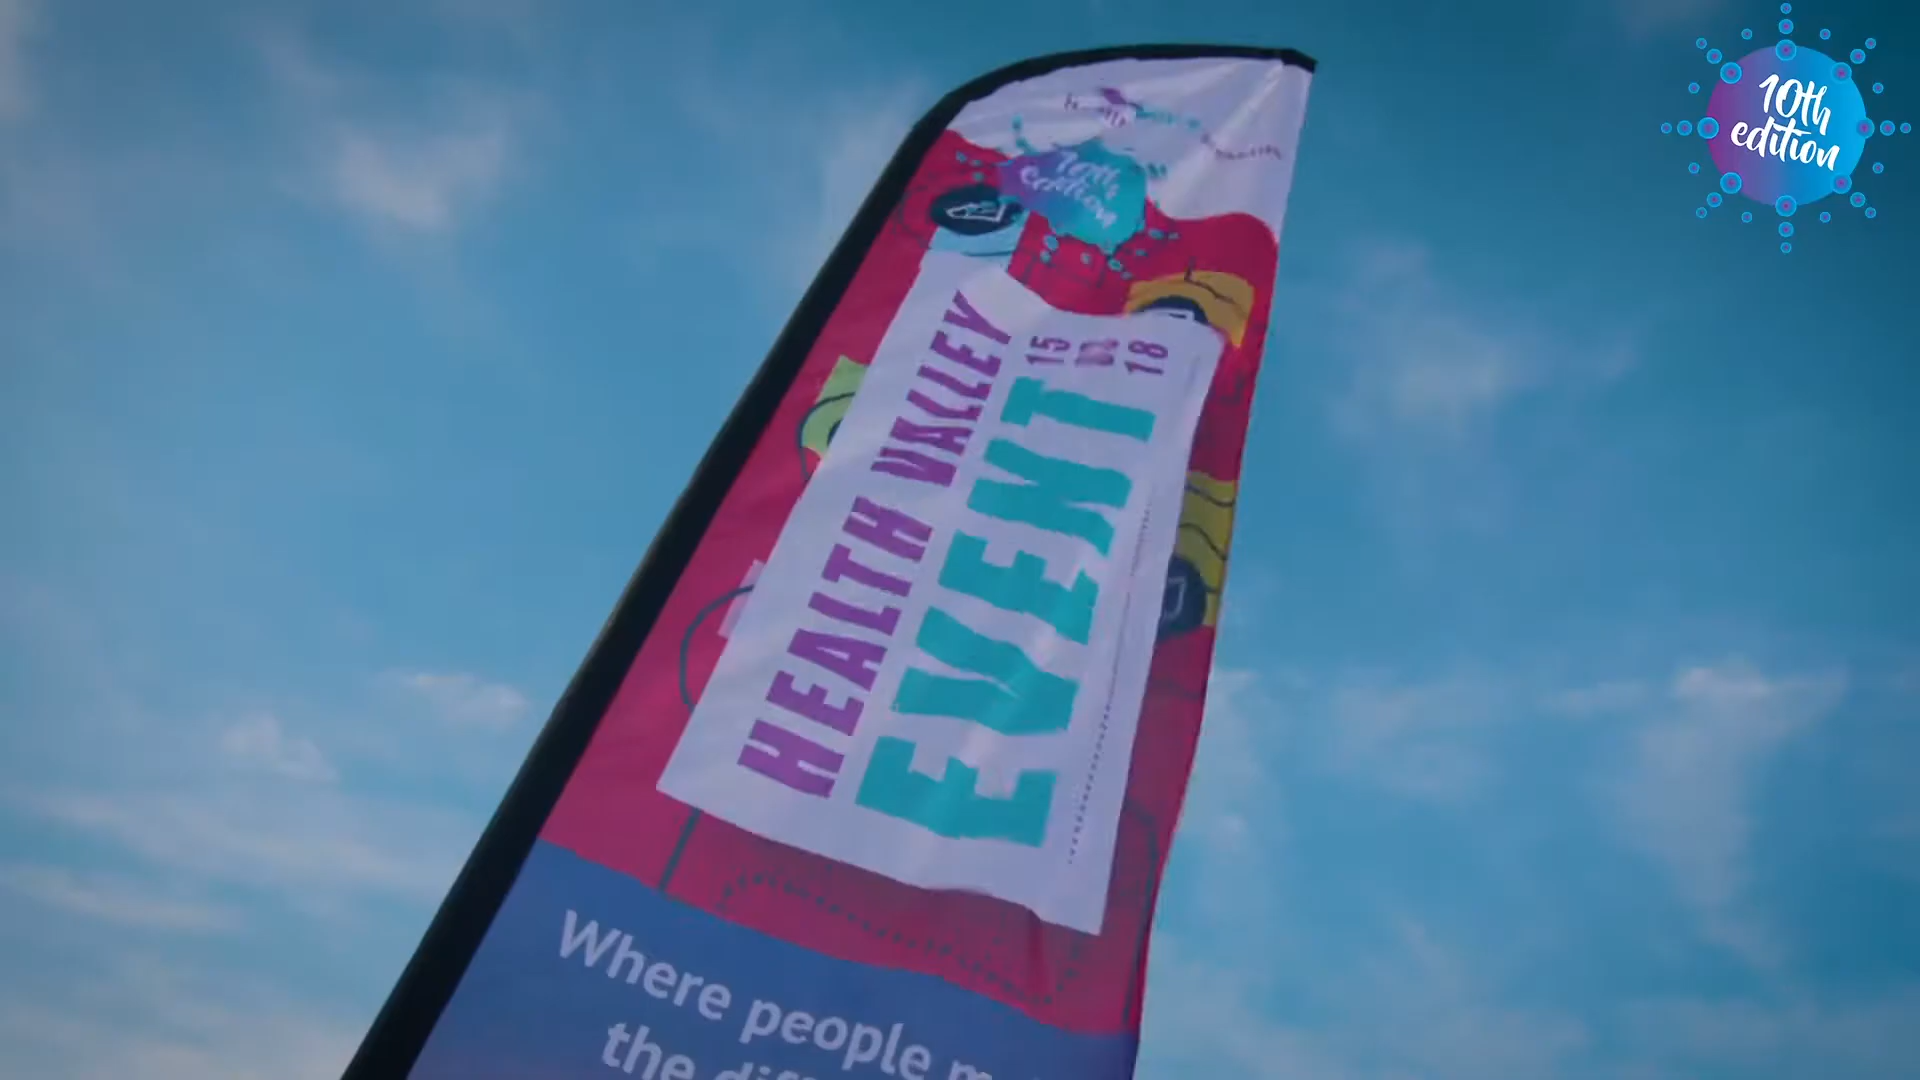 10th
edition
10th
edition
HEALTH VALLEY
EVENT
15
18
Where people
the